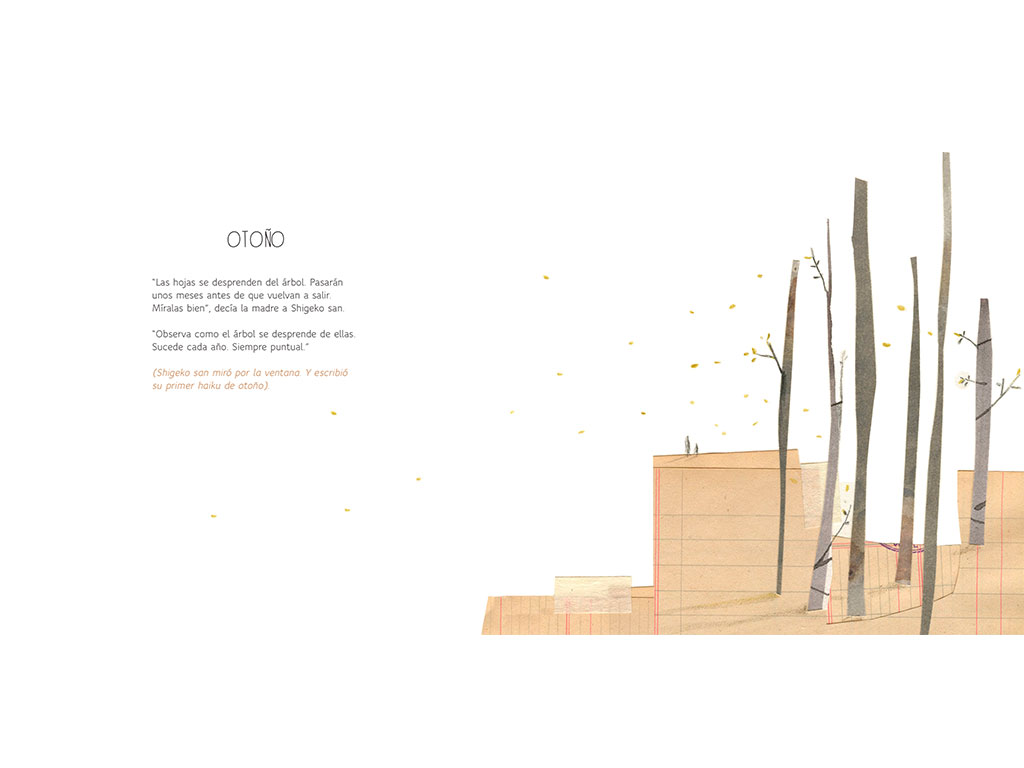 OTOÑO
"Las hojas se desprenden del árbol. Pasarán
unos meses antes de que vuelvan a salir.
Míralas bien", decía la madre a Shigeko san.
"Observa como el árbol se desprende de ellas.
Sucede cada año. Siempre puntual."
(Shigeko san miró por la ventana. Y escribió
su primer haiku de otoño).